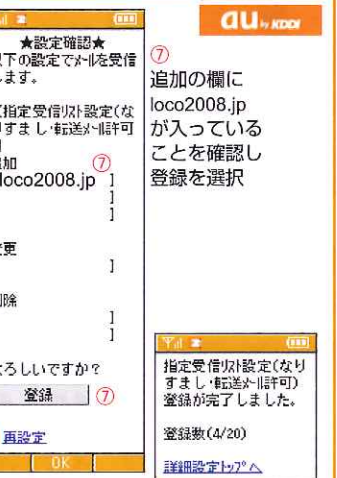 au by KDDI
★設定確認★
下の設定でメールを受信
します。
指定受信リスト設定(な
りすまし・転送メール許可
加
⑦
loco2008.jp ]
]
]
更
]
除
]
]
ろしいですか?
登録
⑦
再設定
OK
⑦
追加の欄に
loco2008.jp
が入っている
ことを確認し
登録を選択
指定受信リスト設定(なり
すまし・転送メール許可)
登録が完了しました。
登録数(4/20)
詳細設定トップへ